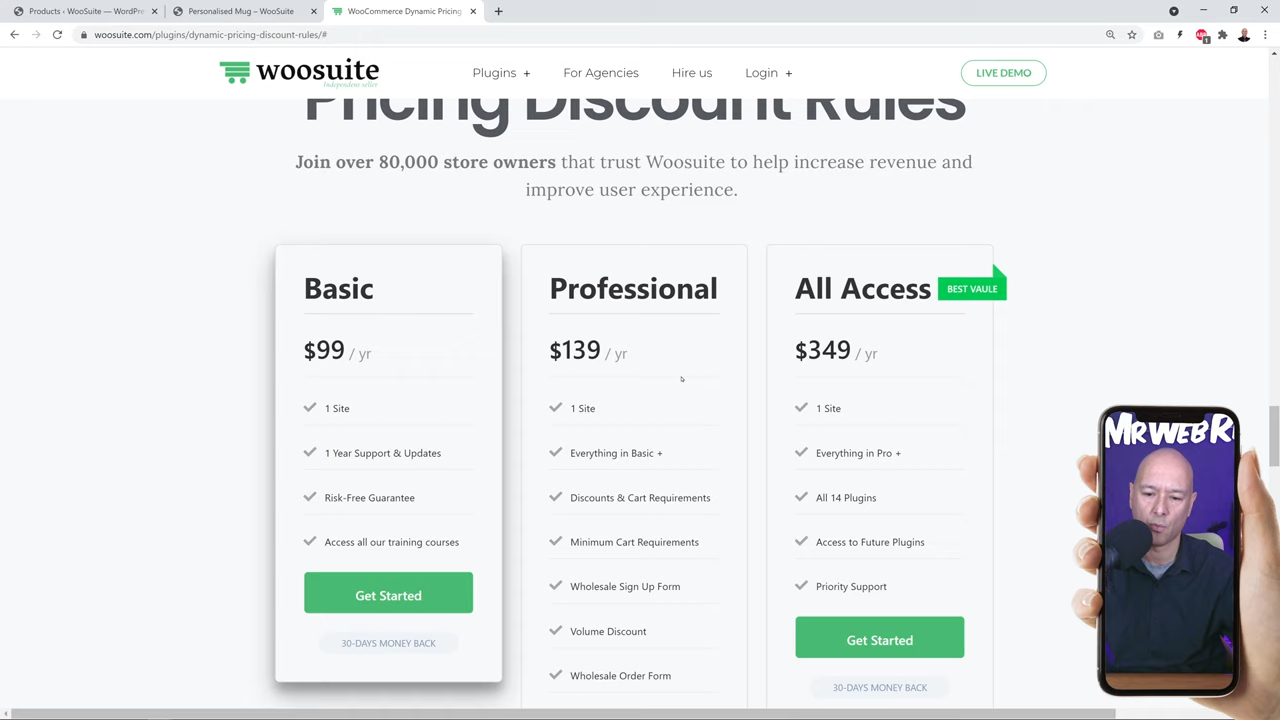 Products ‹ WooSuite — WordPre
Personalised Mug – WooSuite
WooCommerce Dynamic Pricing
woosuite.com/plugins/dynamic-pricing-discount-rules/#
woosuite
Independent seller
Plugins +
For Agencies
Hire us
Login +
LIVE DEMO
Pricing Discount Rules
Join over 80,000 store owners that trust Woosuite to help increase revenue and
improve user experience.
Basic
$99 / yr
1 Site
1 Year Support & Updates
Risk-Free Guarantee
Access all our training courses
Get Started
30-DAYS MONEY BACK
Professional
$139 / yr
1 Site
Everything in Basic +
Discounts & Cart Requirements
Minimum Cart Requirements
Wholesale Sign Up Form
Volume Discount
Wholesale Order Form
All Access
BEST VAULE
$349 / yr
1 Site
Everything in Pro +
All 14 Plugins
Access to Future Plugins
Priority Support
Get Started
30-DAYS MONEY BACK
MRWEBR